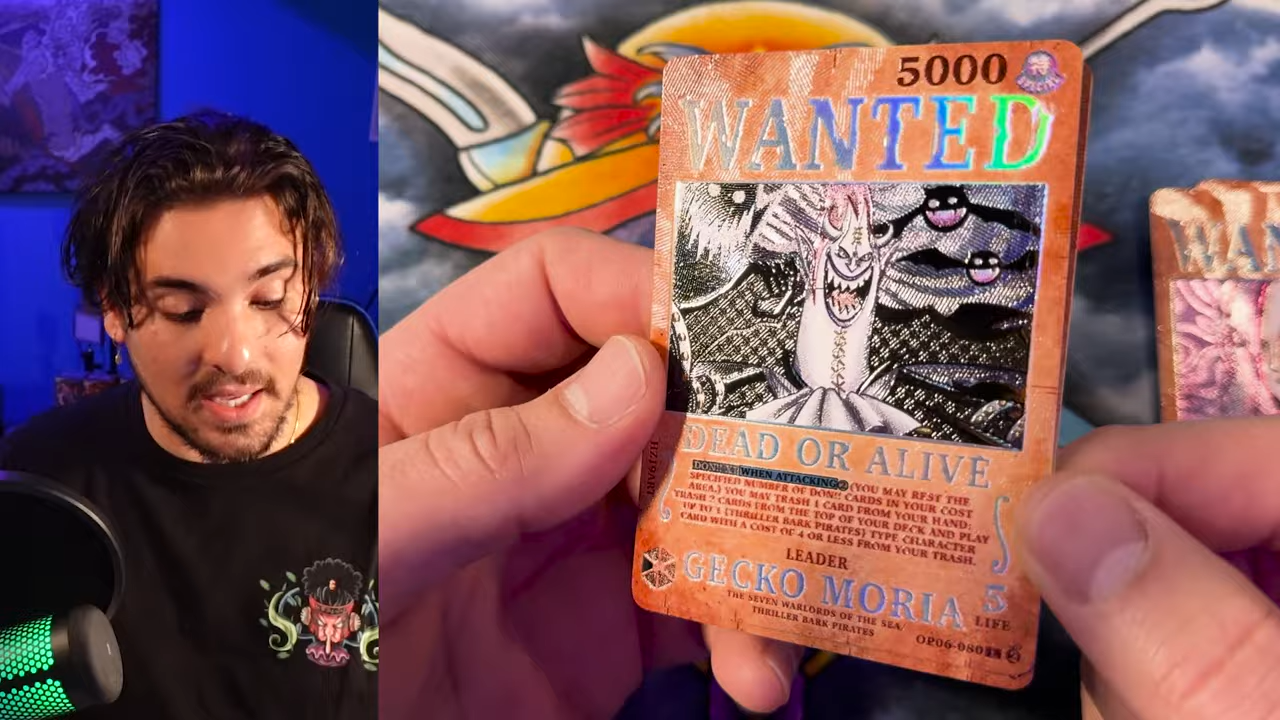 5000
SPECIAL
WANTED
WAN
DEAD OR ALIVE
WHEN ATTACKING② (YOU MAY REST THE
SPECIFIED NUMBER OF DON!! CARDS IN YOUR COST
AREA.) YOU MAY TRASH 1 CARD FROM YOUR HAND:
TRASH 2 CARDS FROM THE TOP OF YOUR DECK AND PLAY
UP TO 1 {THRILLER BARK PIRATES} TYPE CHARACTER
CARD WITH A COST OF 4 OR LESS FROM YOUR TRASH.
LEADER
GECKO MORIA
5
LIFE
THE SEVEN WARLORDS OF THE SEA/
THRILLER BARK PIRATES
OP06-080